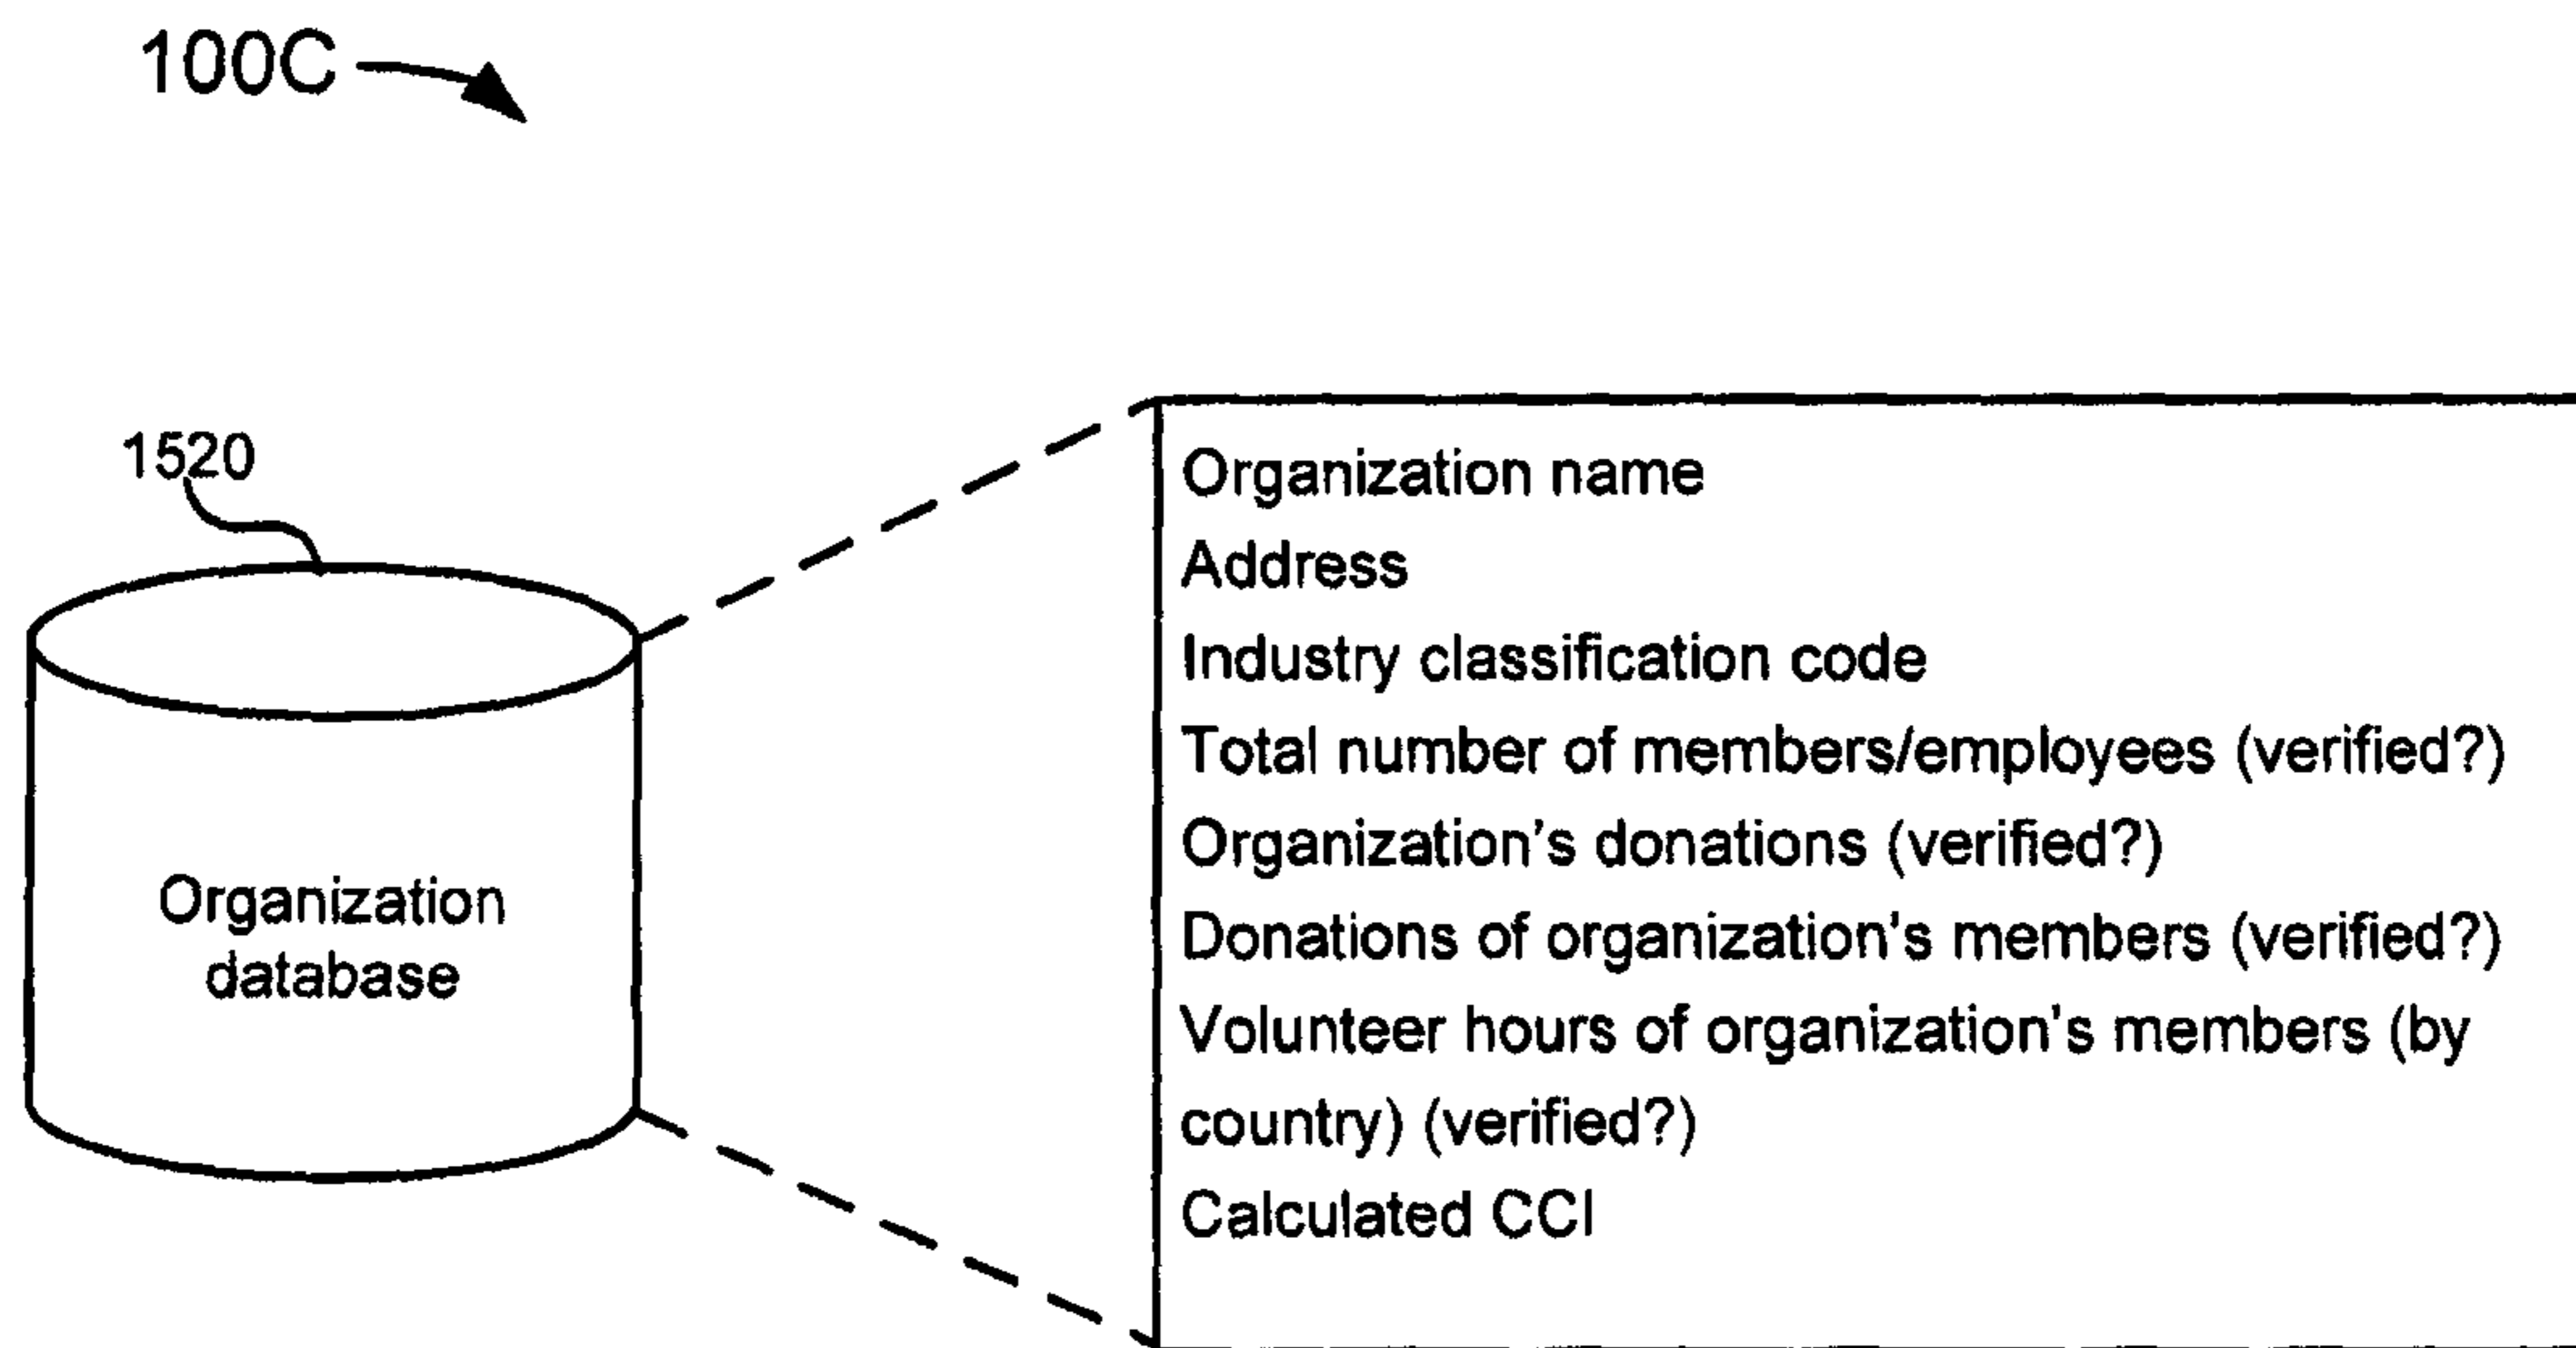 100C
1520
Organization
database
Organization name
Address
Industry classification code
Total number of members/employees (verified?)
Organization's donations (verified?)
Donations of organization's members (verified?)
Volunteer hours of organization's members (by
country) (verified?)
Calculated CCI